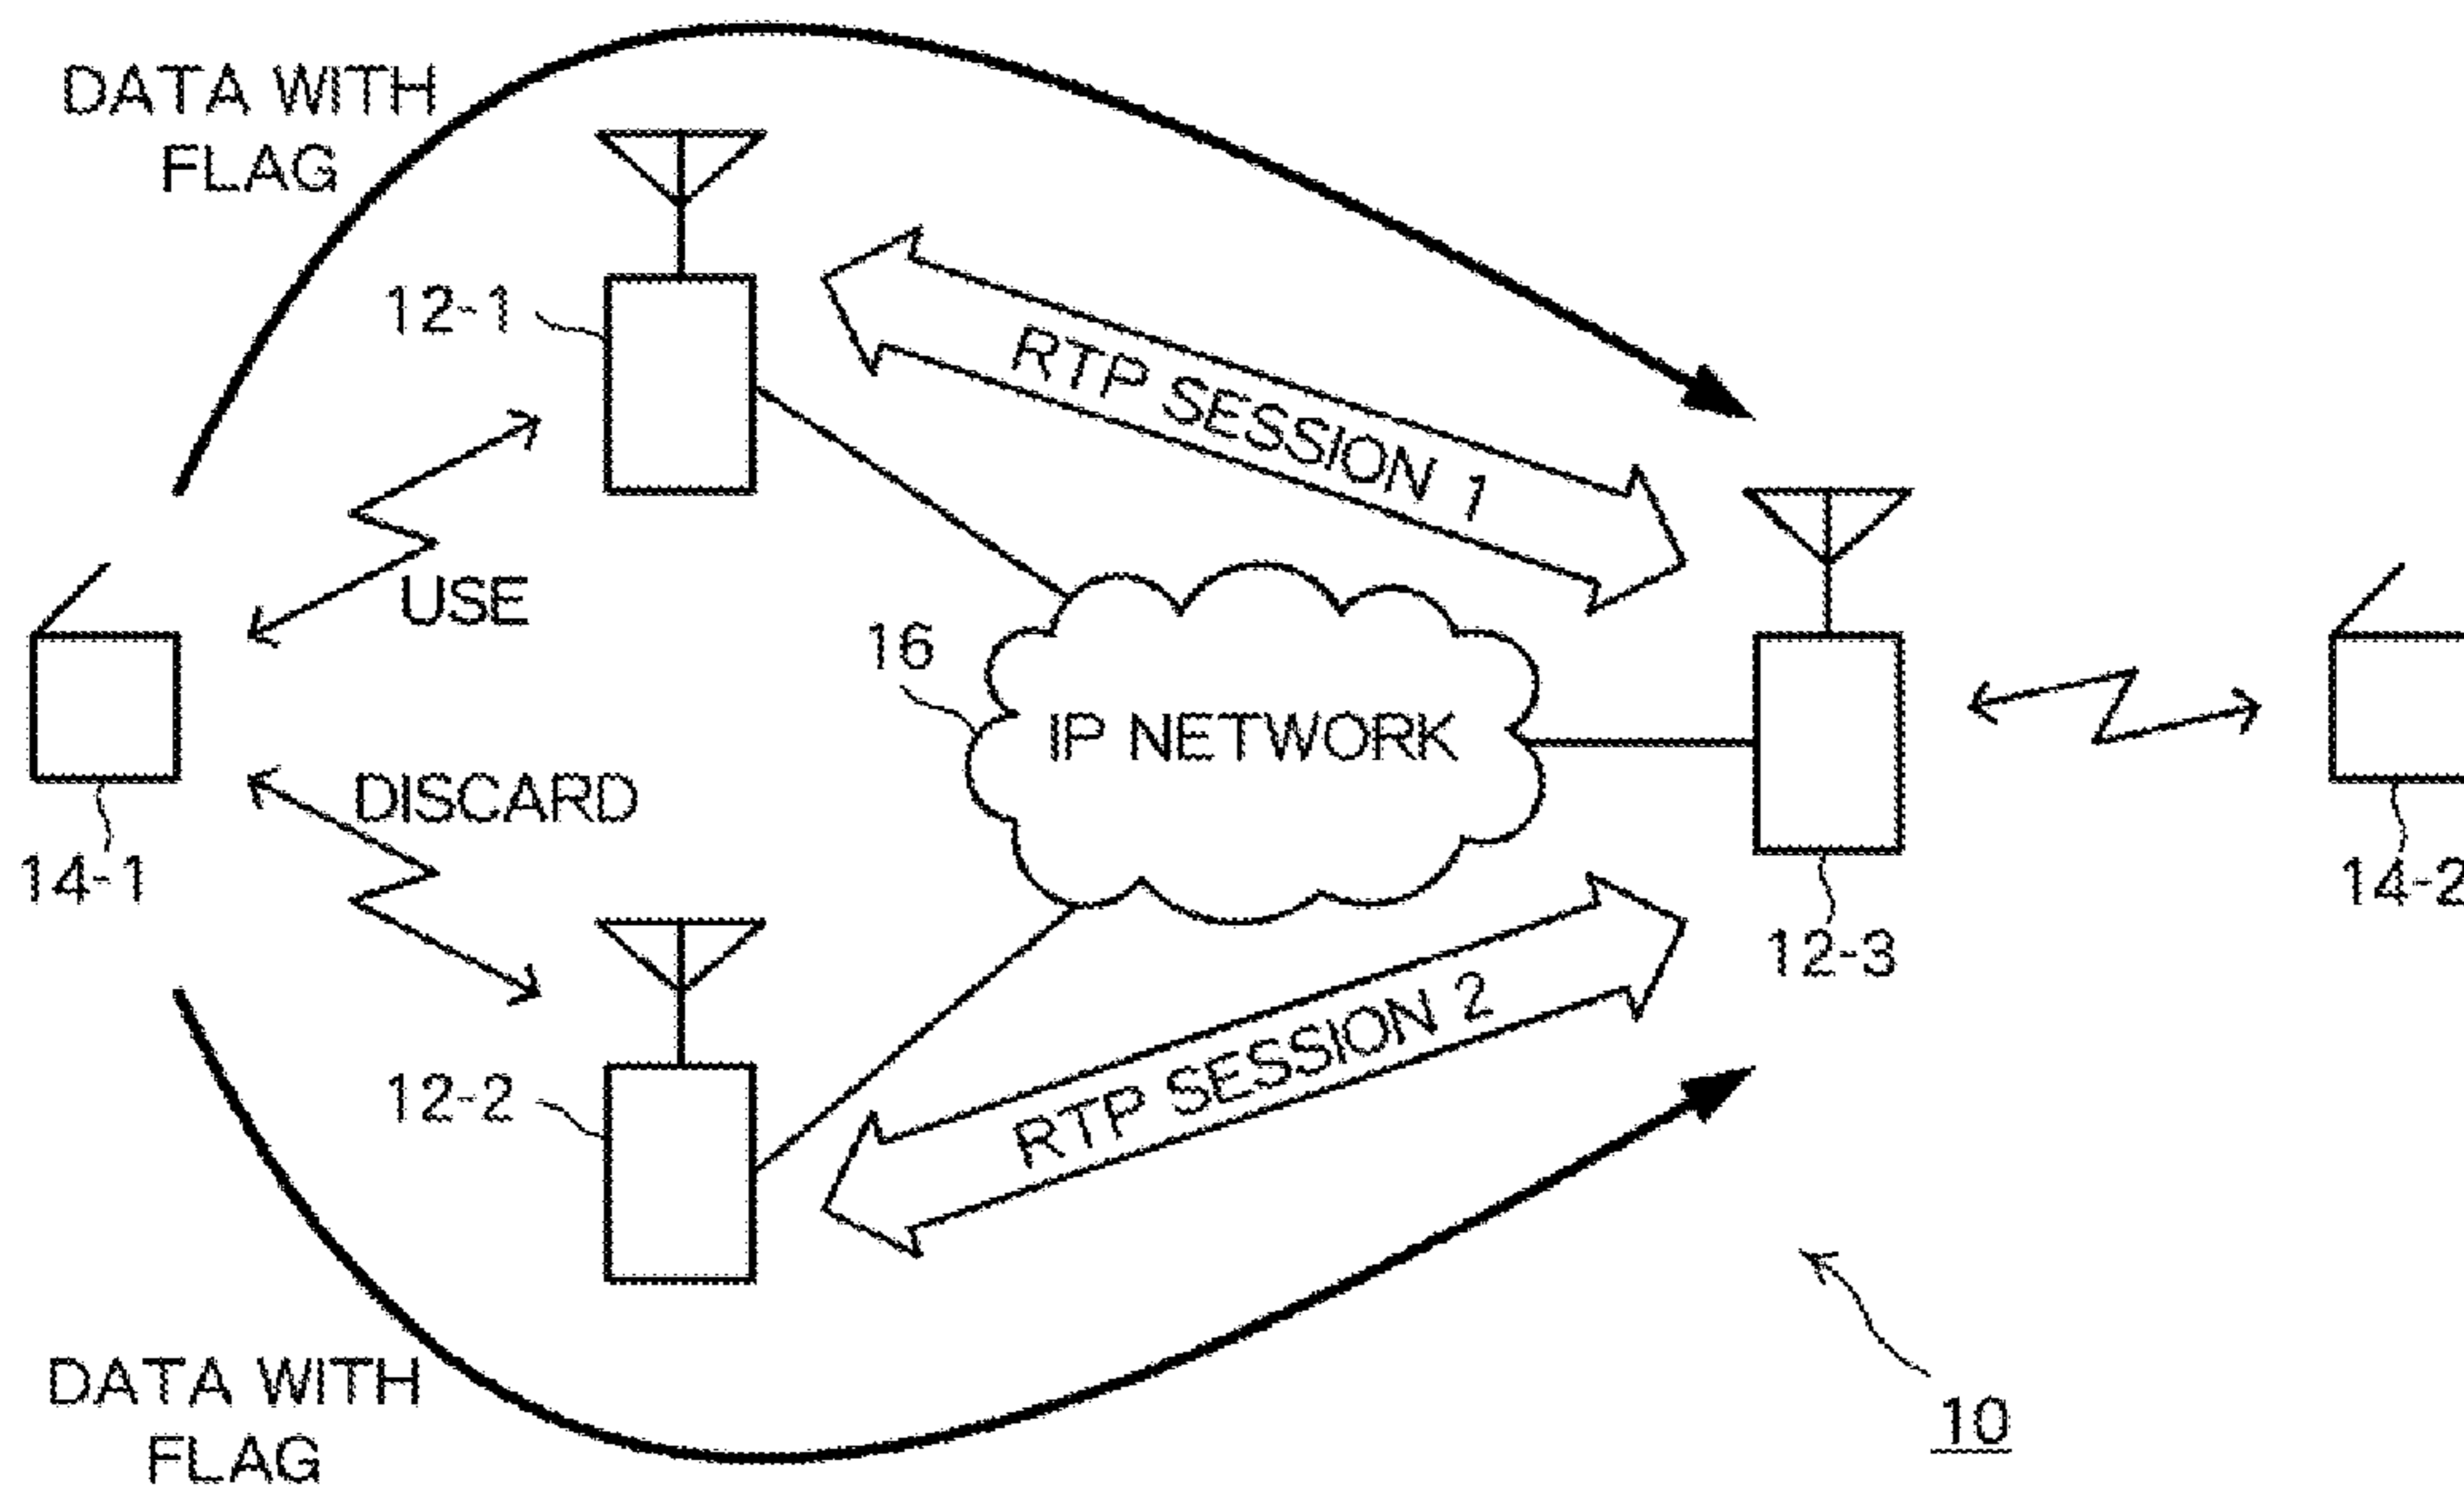 DATA WITH
FLAG
12-1
RTP SESSION 1
USE
16
IP NETWORK
DISCARD
14-1
14-2
12-3
12-2
RTP SESSION 2
DATA WITH
FLAG
10